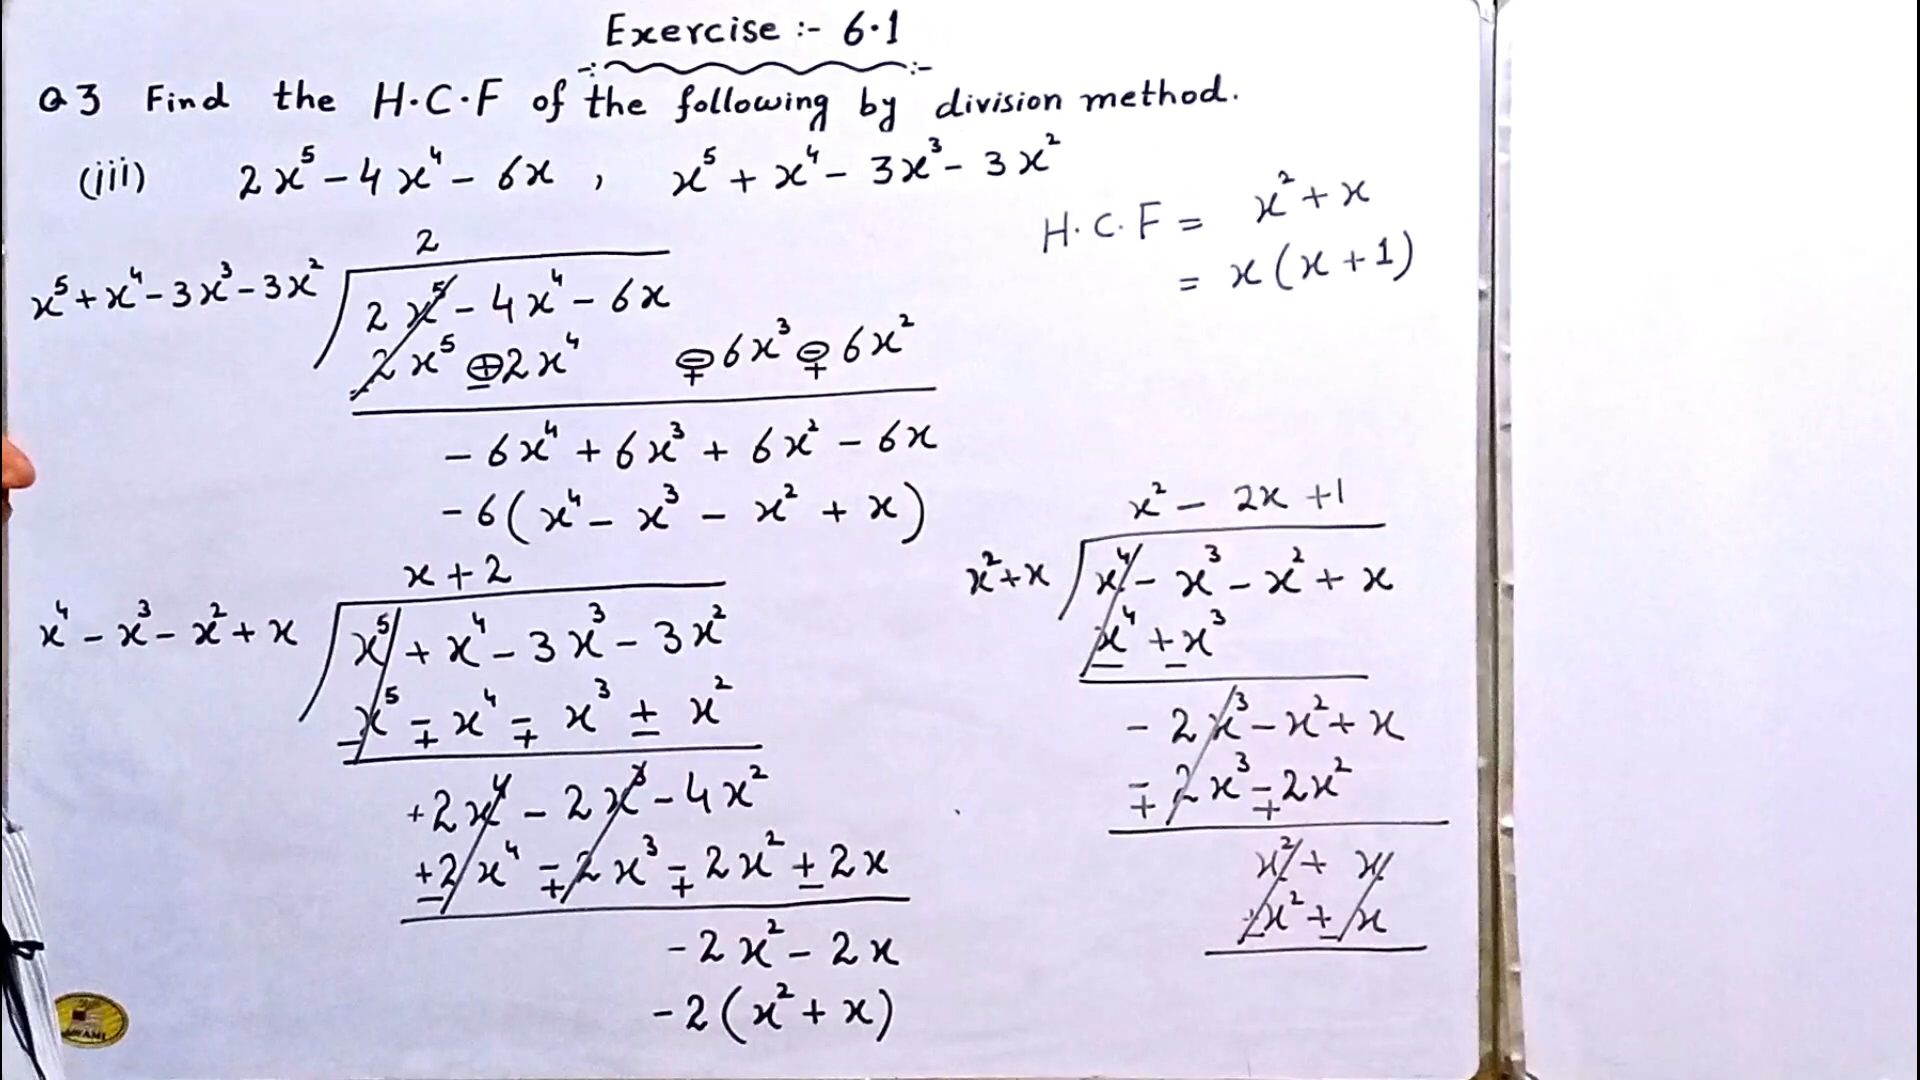 Exercise :- 6.1
Q3 Find the H.C.F of the following by division method.
(iii) 2x⁵ - 4x⁴ - 6x , x⁵ + x⁴ - 3x³ - 3x²
H.C.F = x² + x
= x(x+1)
2
x⁵ + x⁴ - 3x³ - 3x² 2x⁵ - 4x⁴ - 6x
2x⁵ ± 2x⁴ ∓ 6x³ ∓ 6x²
- 6x⁴ + 6x³ + 6x² - 6x
- 6(x⁴ - x³ - x² + x)
x + 2
x⁴ - x³ - x² + x x⁵ + x⁴ - 3x³ - 3x²
- x⁵ ∓ x⁴ ∓ x³ ± x²
+2x⁴ - 2x³ - 4x²
±2x⁴ ∓ 2x³ ∓ 2x² ± 2x
- 2x² - 2x
- 2(x² + x)
x² - 2x + 1
x² + x x⁴ - x³ - x² + x
x⁴ ± x³
- 2x³ - x² + x
∓ 2x³ ∓ 2x²
x² + x
- x² ± x